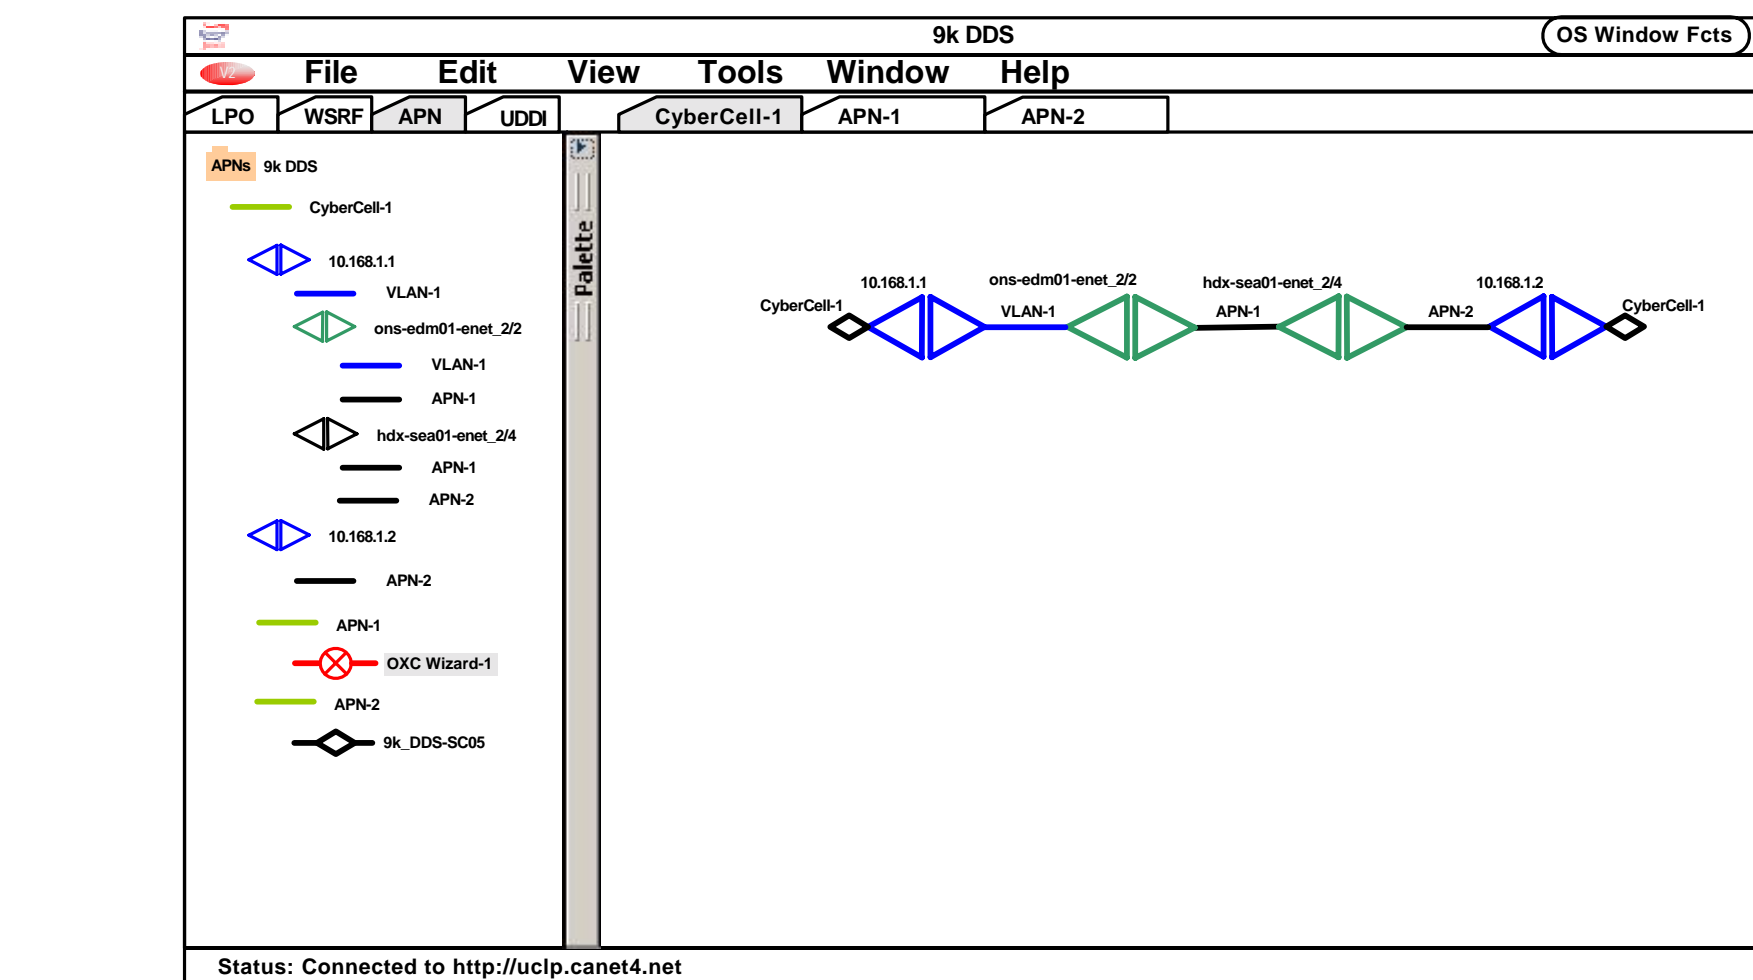 9k DDS
OS Window Fcts
V2 File Edit View Tools Window Help
LPO WSRF APN UDDI CyberCell-1 APN-1 APN-2
APNs 9k DDS
CyberCell-1
10.168.1.1
VLAN-1
ons-edm01-enet_2/2
VLAN-1
APN-1
hdx-sea01-enet_2/4
APN-1
APN-2
10.168.1.2
APN-2
APN-1
OXC Wizard-1
APN-2
9k_DDS-SC05
Palette
10.168.1.1 ons-edm01-enet_2/2 hdx-sea01-enet_2/4 10.168.1.2
CyberCell-1 VLAN-1 APN-1 APN-2 CyberCell-1
Status: Connected to http://uclp.canet4.net